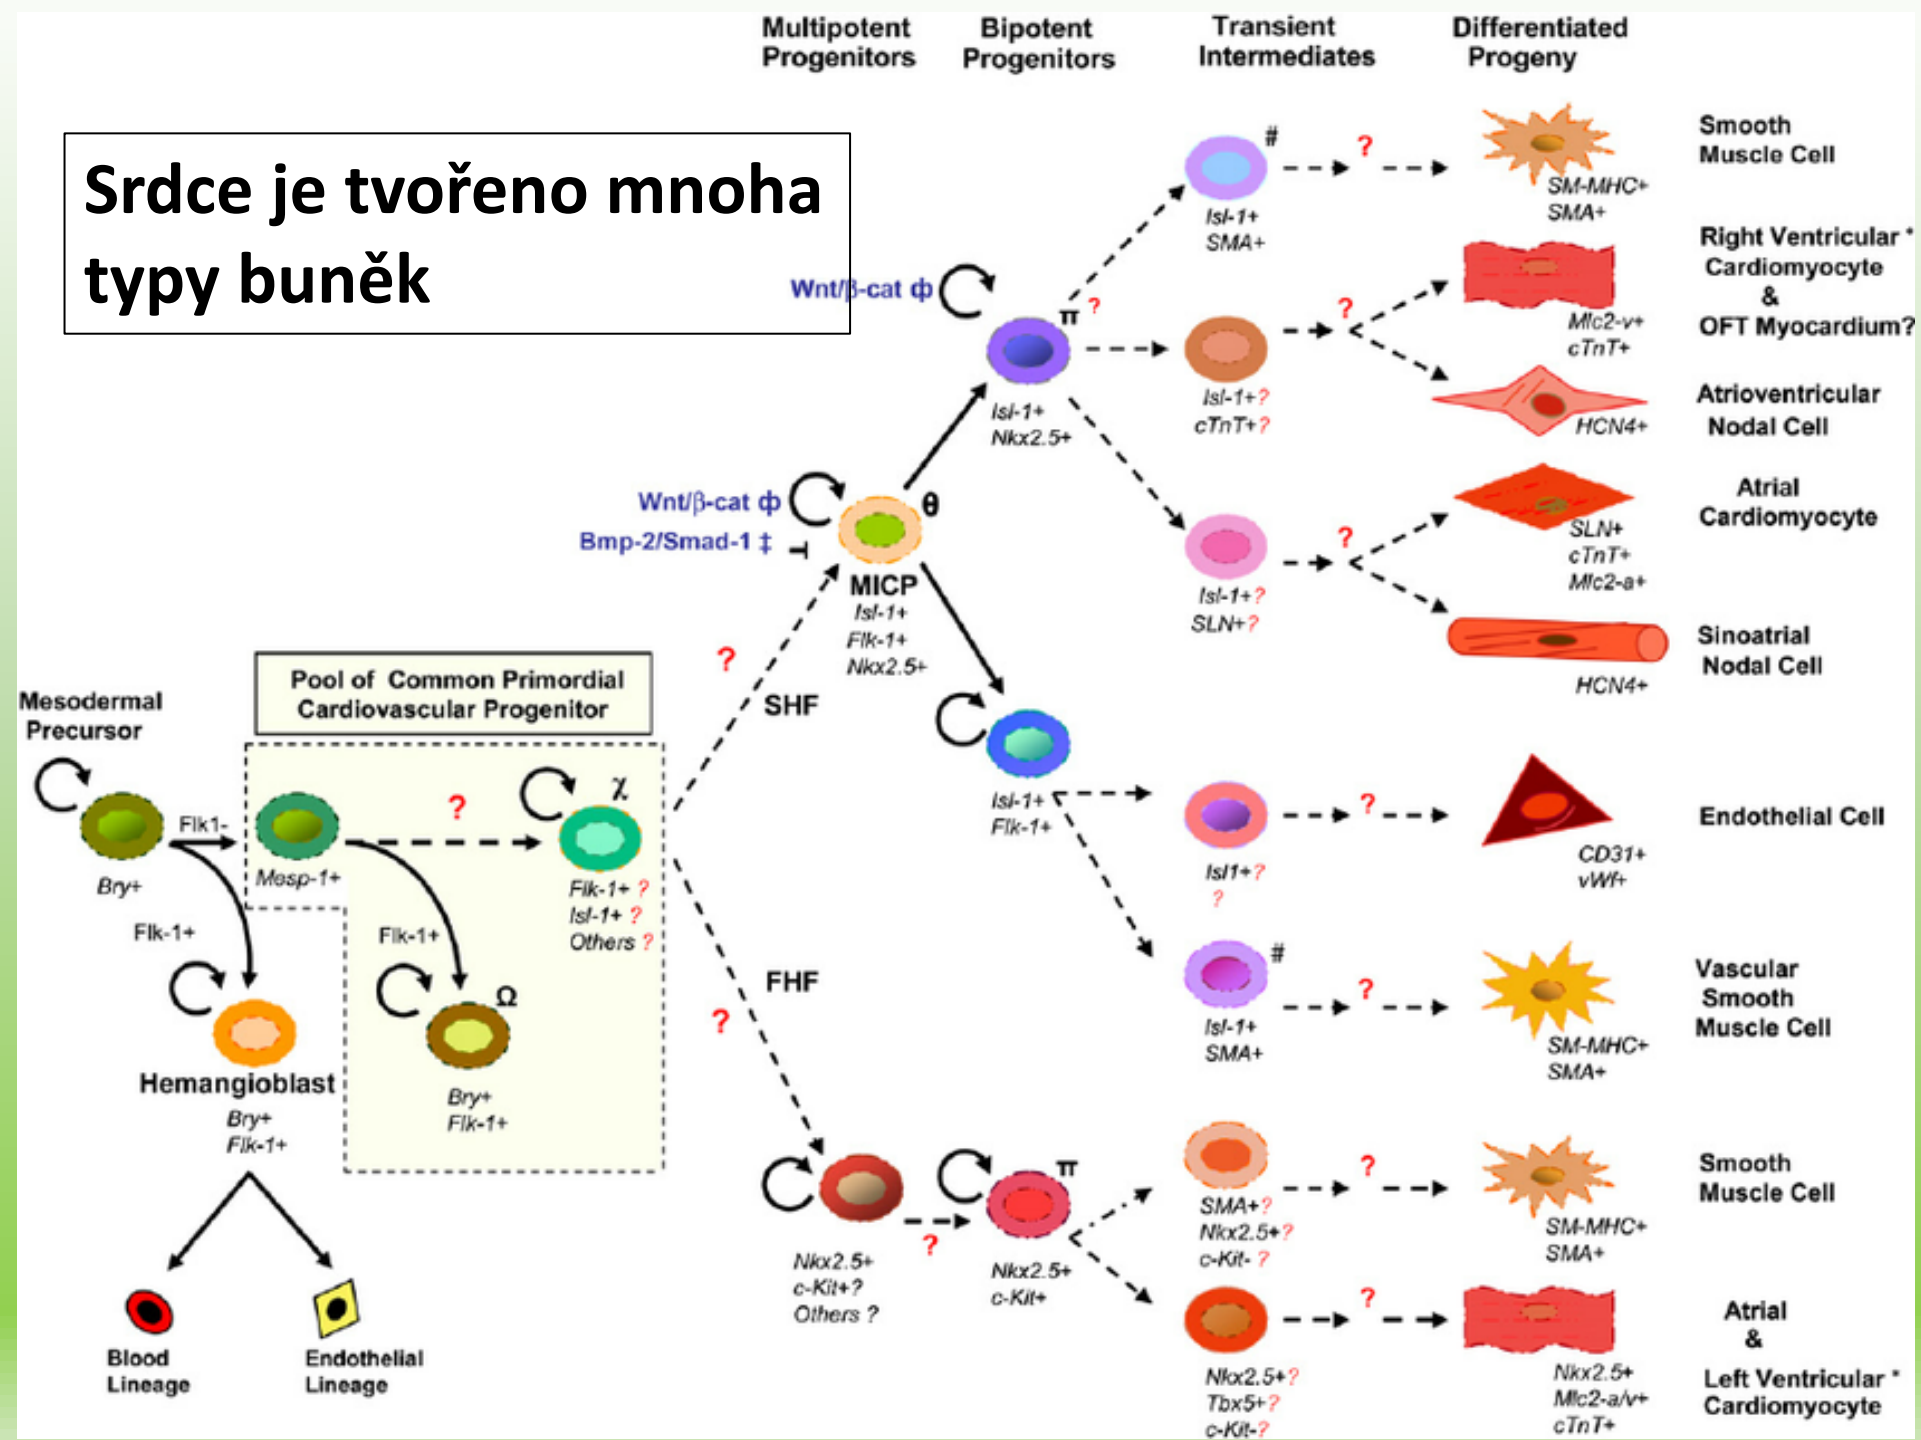 Multipotent
Progenitors
Bipotent
Progenitors
Transient
Intermediates
Differentiated
Progeny
Srdce je tvořeno mnoha
typy buněk
#
?
Isl-1+
SMA+
SM-MHC+
SMA+
Smooth
Muscle Cell
Wnt/β-cat ф
π
?
Isl-1+
Nkx2.5+
Isl-1+?
cTnT+?
?
Mlc2-v+
cTnT+
Right Ventricular *
Cardiomyocyte
&
OFT Myocardium?
HCN4+
Atrioventricular
Nodal Cell
Wnt/β-cat ф
Bmp-2/Smad-1 ‡
θ
MICP
Isl-1+
Flk-1+
Nkx2.5+
Isl-1+?
SLN+?
?
SLN+
cTnT+
Mlc2-a+
Atrial
Cardiomyocyte
HCN4+
Sinoatrial
Nodal Cell
?
SHF
Pool of Common Primordial
Cardiovascular Progenitor
Mesodermal
Precursor
Bry+
Flk1-
Mesp-1+
?
χ
Flk-1+ ?
Isl-1+ ?
Others ?
Flk-1+
Flk-1+
Ω
Bry+
Flk-1+
Hemangioblast
Bry+
Flk-1+
Blood
Lineage
Endothelial
Lineage
Isl-1+
Flk-1+
Isl1+?
?
?
CD31+
vWf+
Endothelial Cell
#
Isl-1+
SMA+
?
SM-MHC+
SMA+
Vascular
Smooth
Muscle Cell
FHF
?
Nkx2.5+
c-Kit+?
Others ?
?
π
Nkx2.5+
c-Kit+
SMA+?
Nkx2.5+?
c-Kit- ?
?
SM-MHC+
SMA+
Smooth
Muscle Cell
Nkx2.5+?
Tbx5+?
c-Kit-?
?
Nkx2.5+
Mlc2-a/v+
cTnT+
Atrial
&
Left Ventricular *
Cardiomyocyte